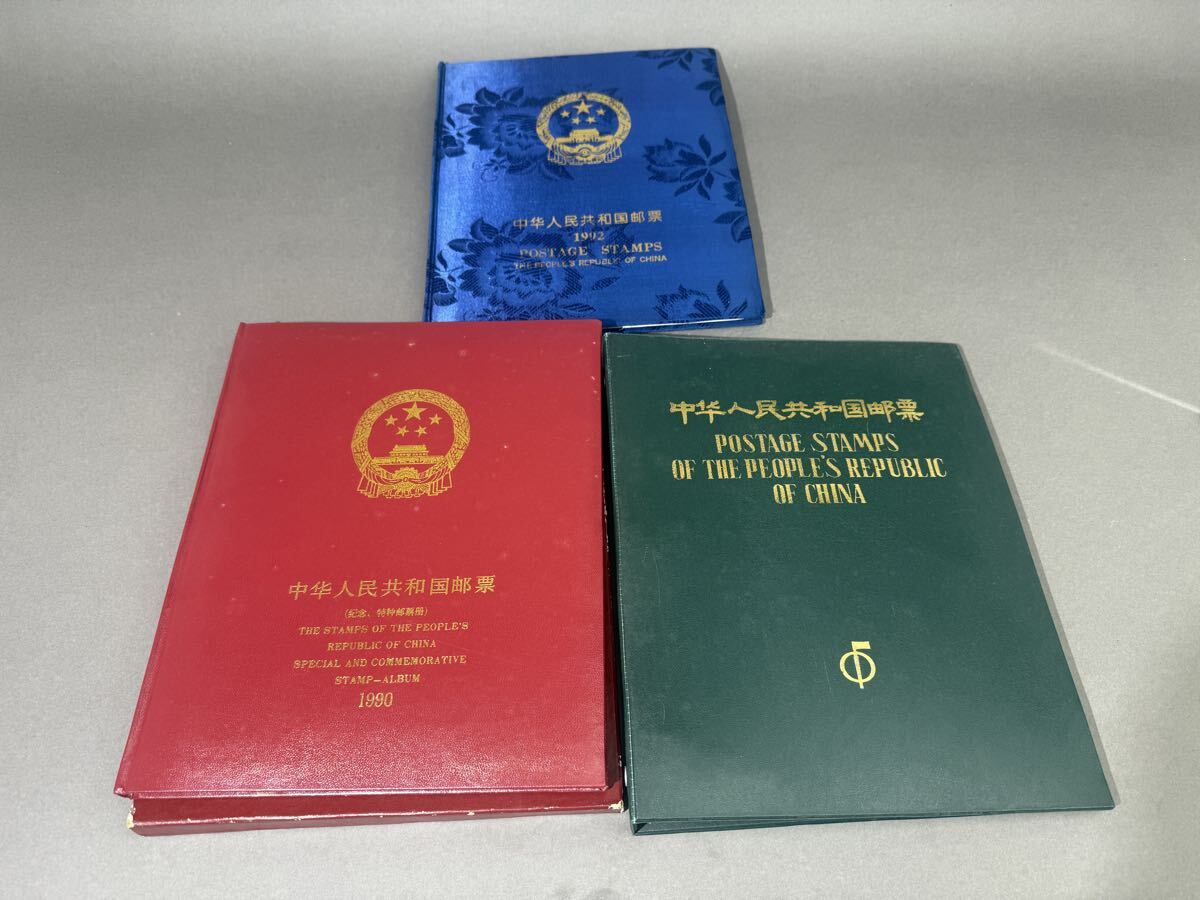 中华人民共和国邮票
1992
POSTAGE STAMPS
THE PEOPLE'S REPUBLIC OF CHINA
中华人民共和国邮票
(纪念、特种邮票册)
THE STAMPS OF THE PEOPLE'S
REPUBLIC OF CHINA
SPECIAL AND COMMEMORATIVE
STAMP-ALBUM
1990
中华人民共和国邮票
POSTAGE STAMPS
OF THE PEOPLE'S REPUBLIC
OF CHINA